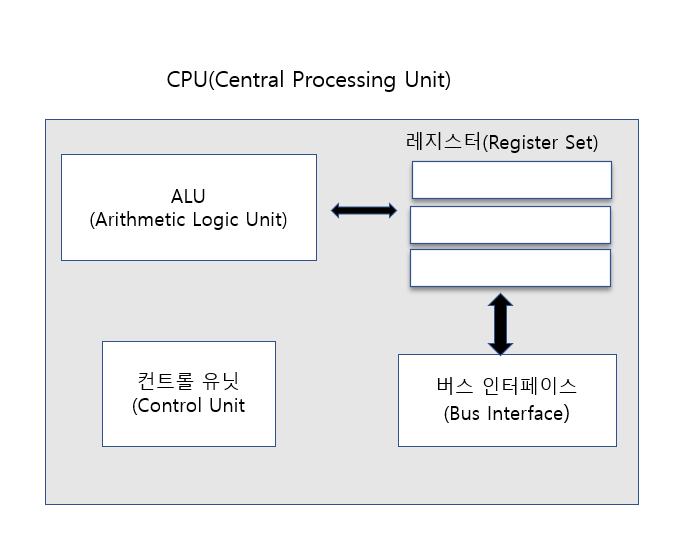 CPU(Central Processing Unit)
레지스터(Register Set)
ALU
(Arithmetic Logic Unit)
컨트롤 유닛
(Control Unit
버스 인터페이스
(Bus Interface)